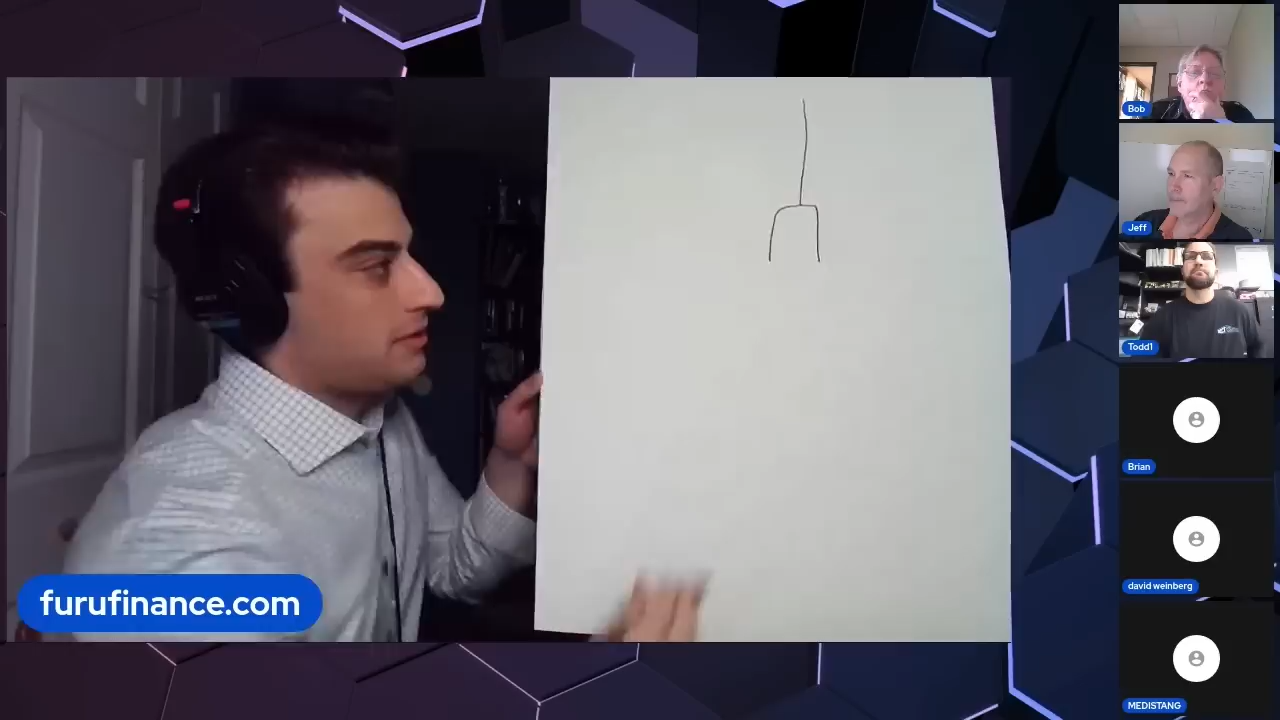 furufinance.com
Bob
Jeff
Todd1
Brian
david weinberg
MEDISTANG